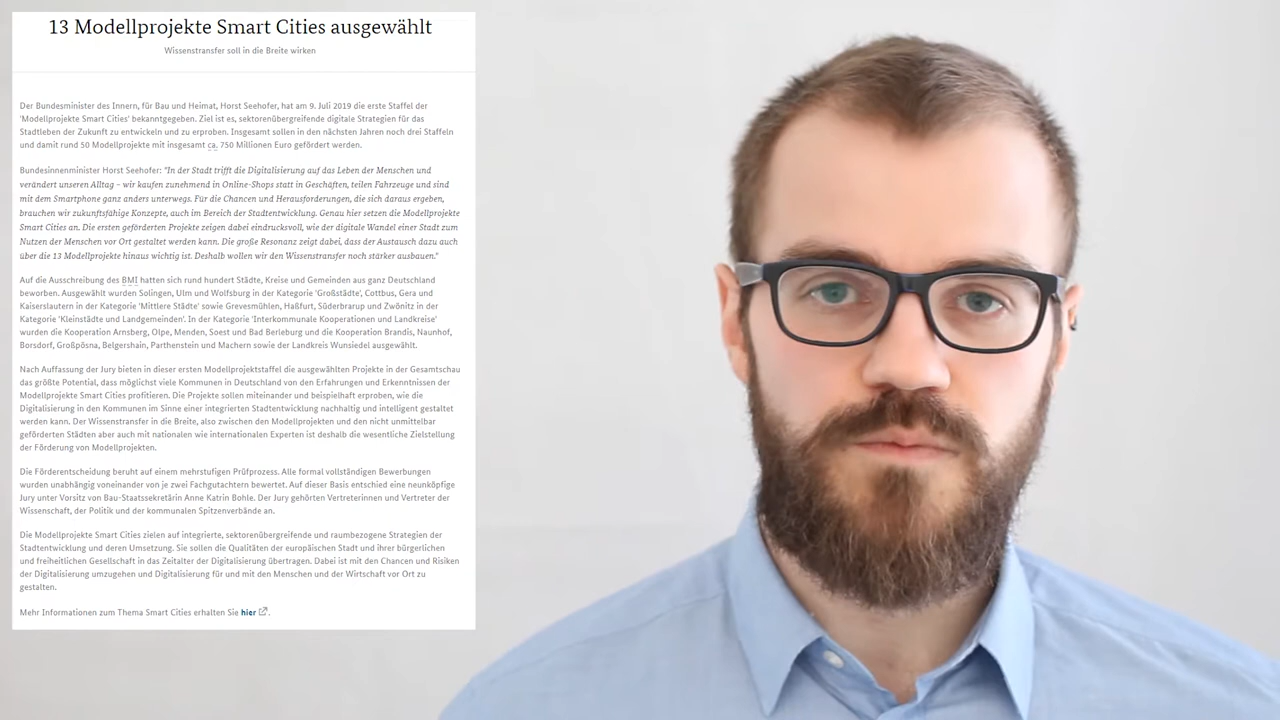 13 Modellprojekte Smart Cities ausgewählt
Wissenstransfer soll in die Breite wirken
Der Bundesminister des Innern, für Bau und Heimat, Horst Seehofer, hat am 9. Juli 2019 die erste Staffel der
'Modellprojekte Smart Cities' bekanntgegeben. Ziel ist es, sektorenübergreifende digitale Strategien für das
Stadtleben der Zukunft zu entwickeln und zu erproben. Insgesamt sollen in den nächsten Jahren noch drei Staffeln
und damit rund 50 Modellprojekte mit insgesamt ca. 750 Millionen Euro gefördert werden.
Bundesinnenminister Horst Seehofer: "In der Stadt trifft die Digitalisierung auf das Leben der Menschen und
verändert unseren Alltag – wir kaufen zunehmend in Online-Shops statt in Geschäften, teilen Fahrzeuge und sind
mit dem Smartphone ganz anders unterwegs. Für die Chancen und Herausforderungen, die sich daraus ergeben,
brauchen wir zukunftsfähige Konzepte, auch im Bereich der Stadtentwicklung. Genau hier setzen die Modellprojekte
Smart Cities an. Die ersten geförderten Projekte zeigen dabei eindrucksvoll, wie der digitale Wandel einer Stadt zum
Nutzen der Menschen vor Ort gestaltet werden kann. Die große Resonanz zeigt dabei, dass der Austausch dazu auch
über die 13 Modellprojekte hinaus wichtig ist. Deshalb wollen wir den Wissenstransfer noch stärker ausbauen."
Auf die Ausschreibung des BMI hatten sich rund hundert Städte, Kreise und Gemeinden aus ganz Deutschland
beworben. Ausgewählt wurden Solingen, Ulm und Wolfsburg in der Kategorie 'Großstädte', Cottbus, Gera und
Kaiserslautern in der Kategorie 'Mittlere Städte' sowie Grevesmühlen, Haßfurt, Süderbrarup und Zwönitz in der
Kategorie 'Kleinstädte und Landgemeinden'. In der Kategorie 'Interkommunale Kooperationen und Landkreise'
wurden die Kooperation Arnsberg, Olpe, Menden, Soest und Bad Berleburg und die Kooperation Brandis, Naunhof,
Borsdorf, Großpösna, Belgershain, Parthenstein und Machern sowie der Landkreis Wunsiedel ausgewählt.
Nach Auffassung der Jury bieten in dieser ersten Modellprojektstaffel die ausgewählten Projekte in der Gesamtschau
das größte Potential, dass möglichst viele Kommunen in Deutschland von den Erfahrungen und Erkenntnissen der
Modellprojekte Smart Cities profitieren. Die Projekte sollen miteinander und beispielhaft erproben, wie die
Digitalisierung in den Kommunen im Sinne einer integrierten Stadtentwicklung nachhaltig und intelligent gestaltet
werden kann. Der Wissenstransfer in die Breite, also zwischen den Modellprojekten und den nicht unmittelbar
geförderten Städten aber auch mit nationalen wie internationalen Experten ist deshalb die wesentliche Zielstellung
der Förderung von Modellprojekten.
Die Förderentscheidung beruht auf einem mehrstufigen Prüfprozess. Alle formal vollständigen Bewerbungen
wurden unabhängig voneinander von je zwei Fachgutachtern bewertet. Auf dieser Basis entschied eine neunköpfige
Jury unter Vorsitz von Bau-Staatssekretärin Anne Katrin Bohle. Der Jury gehörten Vertreterinnen und Vertreter der
Wissenschaft, der Politik und der kommunalen Spitzenverbände an.
Die Modellprojekte Smart Cities zielen auf integrierte, sektorenübergreifende und raumbezogene Strategien der
Stadtentwicklung und deren Umsetzung. Sie sollen die Qualitäten der europäischen Stadt und ihrer bürgerlichen
und freiheitlichen Gesellschaft in das Zeitalter der Digitalisierung übertragen. Dabei ist mit den Chancen und Risiken
der Digitalisierung umzugehen und Digitalisierung für und mit den Menschen und der Wirtschaft vor Ort zu
gestalten.
Mehr Informationen zum Thema Smart Cities erhalten Sie hier.